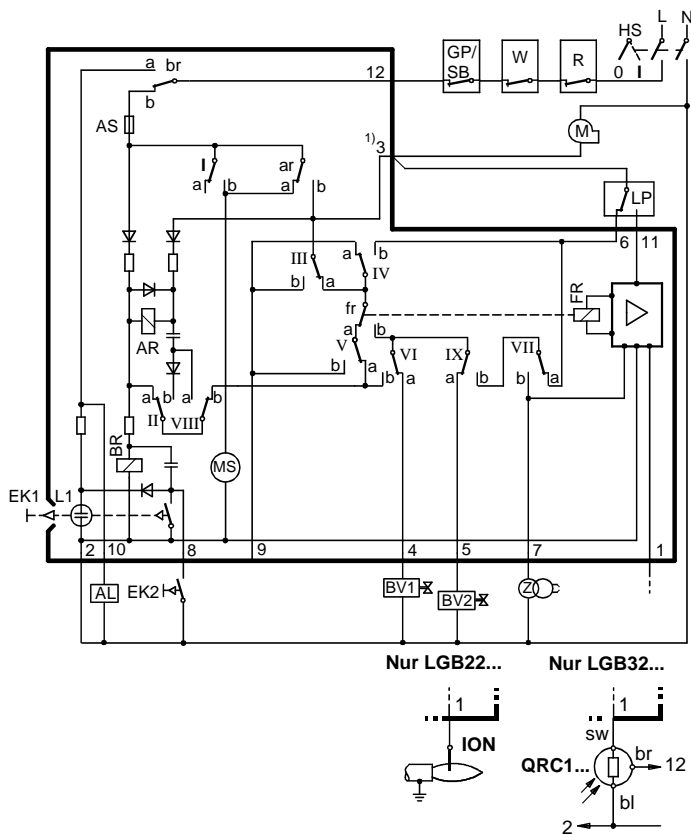 HS L N
GP/ SB W R
0 I
a br 12
b
AS
M
1) 3
I ar
a b a b
LP
6 11
III a b
IV
b a
fr
FR
a b
AR
V VI IX VII
b a b a a b b a
b a a b
II VIII
BR
MS
EK1 L1
2 10 8 9 4 5 7 1
AL EK2 BV1 BV2 Z
Nur LGB22... Nur LGB32...
1 1
sw
ION
br
QRC1... 12
bl
2